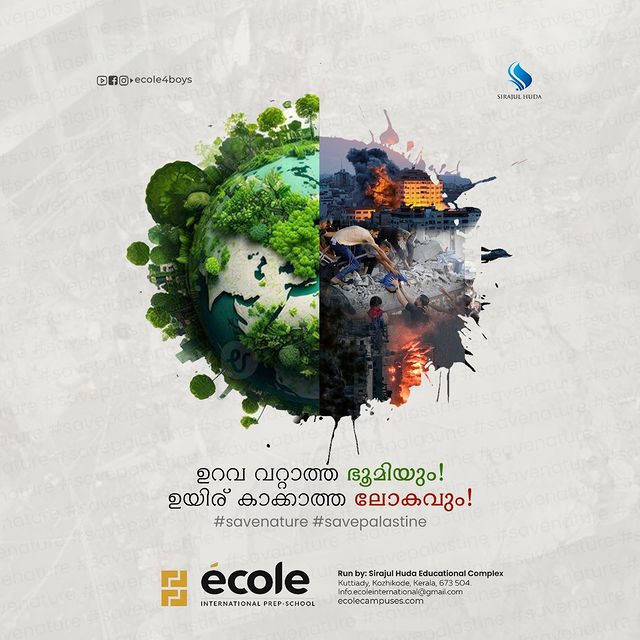 ecole4boys
SIRAJUL HUDA
ഉറവ വറ്റാത്ത ഭൂമിയും!
ഉയിര് കാക്കാത്ത ലോകവും!
#savenature #savepalastine
école
INTERNATIONAL PREP-SCHOOL
Run by: Sirajul Huda Educational Complex
Kuttiady, Kozhikode, Kerala, 673 504.
Info.ecoleinternational@gmail.com
ecolecampuses.com